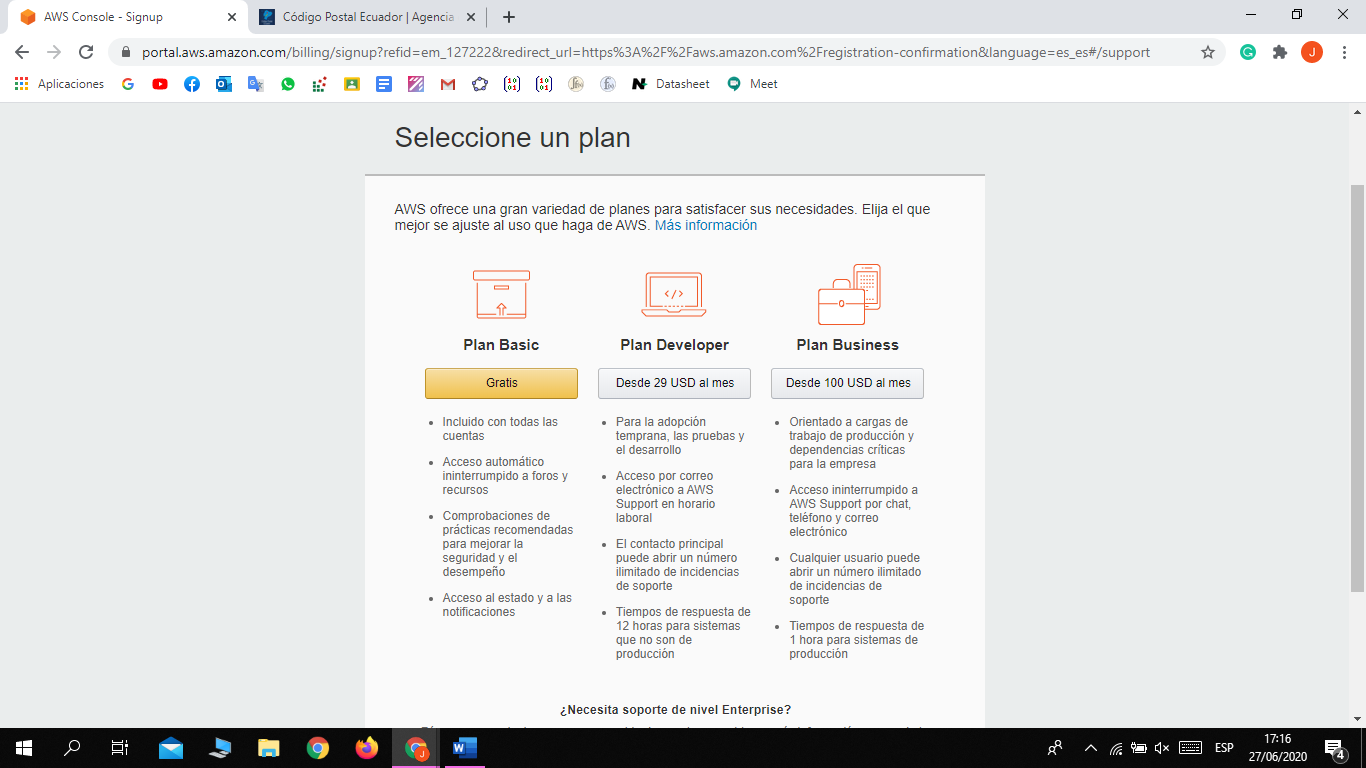 AWS Console - Signup
Código Postal Ecuador | Agencia
portal.aws.amazon.com/billing/signup?refid=em_127222&redirect_url=https%3A%2F%2Faws.amazon.com%2Fregistration-confirmation&language=es_es#/support
J
Aplicaciones
Datasheet
Meet
Seleccione un plan
AWS ofrece una gran variedad de planes para satisfacer sus necesidades. Elija el que
mejor se ajuste al uso que haga de AWS. Más información
Plan Basic
Gratis
Incluido con todas las
cuentas
Acceso automático
ininterrumpido a foros y
recursos
Comprobaciones de
prácticas recomendadas
para mejorar la
seguridad y el
desempeño
Acceso al estado y a las
notificaciones
Plan Developer
Desde 29 USD al mes
Para la adopción
temprana, las pruebas y
el desarrollo
Acceso por correo
electrónico a AWS
Support en horario
laboral
El contacto principal
puede abrir un número
ilimitado de incidencias
de soporte
Tiempos de respuesta de
12 horas para sistemas
que no son de
producción
Plan Business
Desde 100 USD al mes
Orientado a cargas de
trabajo de producción y
dependencias críticas
para la empresa
Acceso ininterrumpido a
AWS Support por chat,
teléfono y correo
electrónico
Cualquier usuario puede
abrir un número ilimitado
de incidencias de
soporte
Tiempos de respuesta de
1 hora para sistemas de
producción
¿Necesita soporte de nivel Enterprise?
ESP
17:16
27/06/2020
4